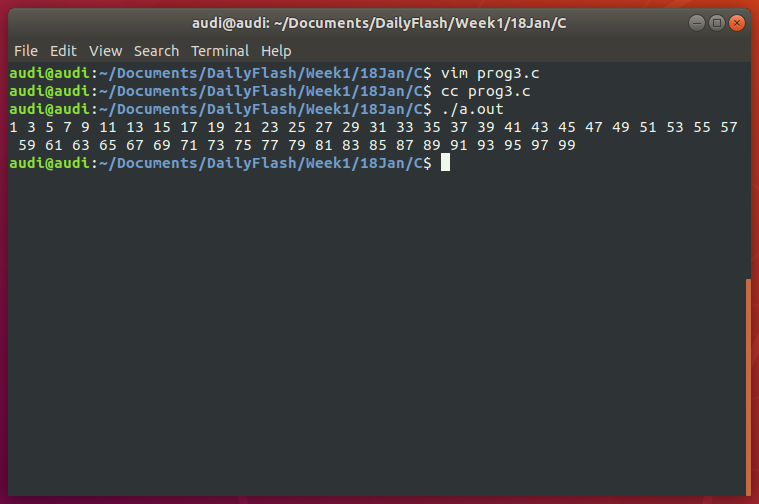 audi@audi: ~/Documents/DailyFlash/Week1/18Jan/C
File Edit View Search Terminal Help
audi@audi:~/Documents/DailyFlash/Week1/18Jan/C$ vim prog3.c
audi@audi:~/Documents/DailyFlash/Week1/18Jan/C$ cc prog3.c
audi@audi:~/Documents/DailyFlash/Week1/18Jan/C$ ./a.out
1 3 5 7 9 11 13 15 17 19 21 23 25 27 29 31 33 35 37 39 41 43 45 47 49 51 53 55 57
59 61 63 65 67 69 71 73 75 77 79 81 83 85 87 89 91 93 95 97 99
audi@audi:~/Documents/DailyFlash/Week1/18Jan/C$